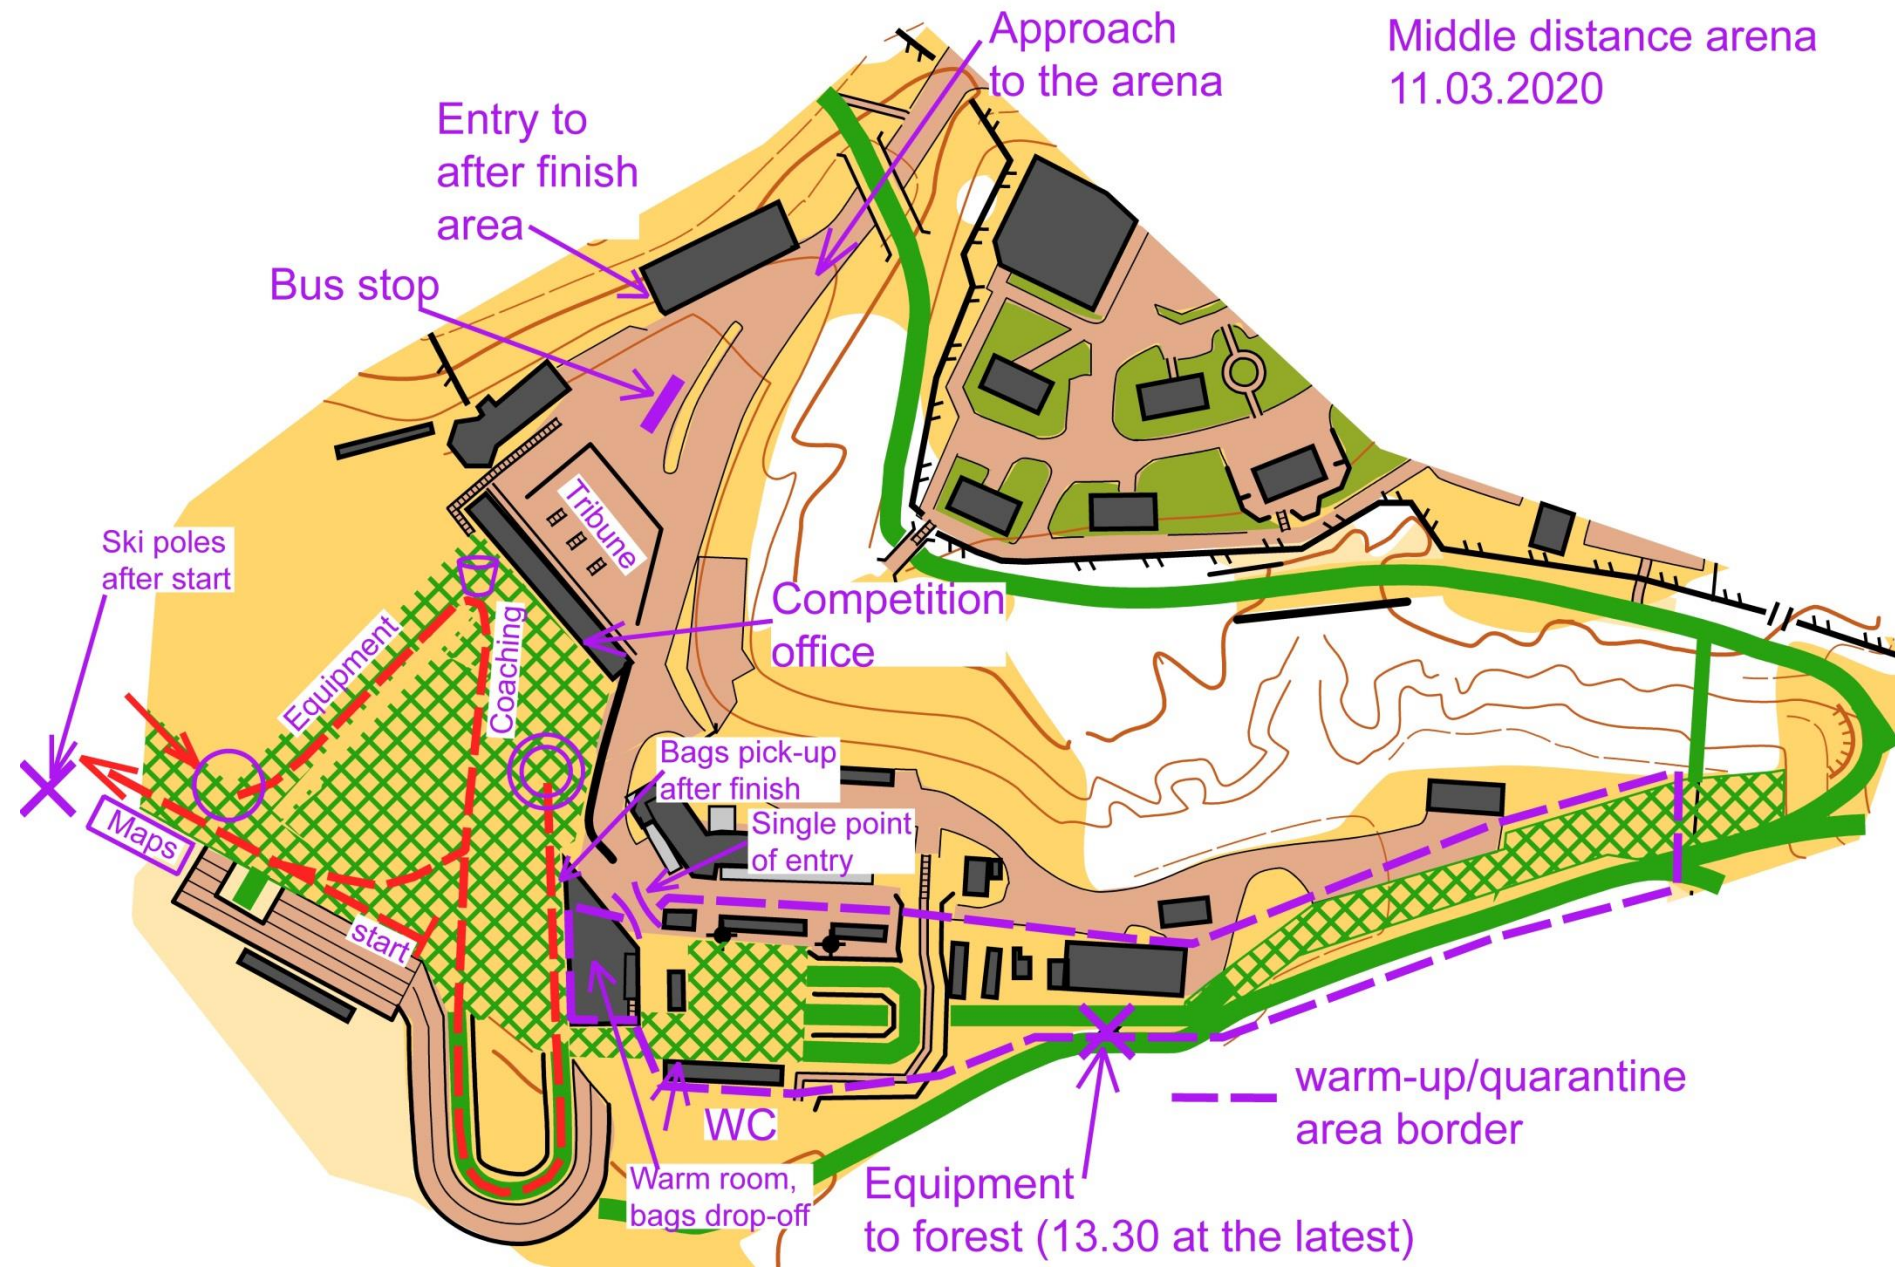 Approach
to the arena
Middle distance arena
11.03.2020
Entry to
after finish
area
Bus stop
Tribune
Ski poles
after start
Competition
office
Equipment
Coaching
Bags pick-up
after finish
Single point
of entry
Maps
start
WC
warm-up/quarantine
area border
Warm room,
bags drop-off
Equipment
to forest (13.30 at the latest)